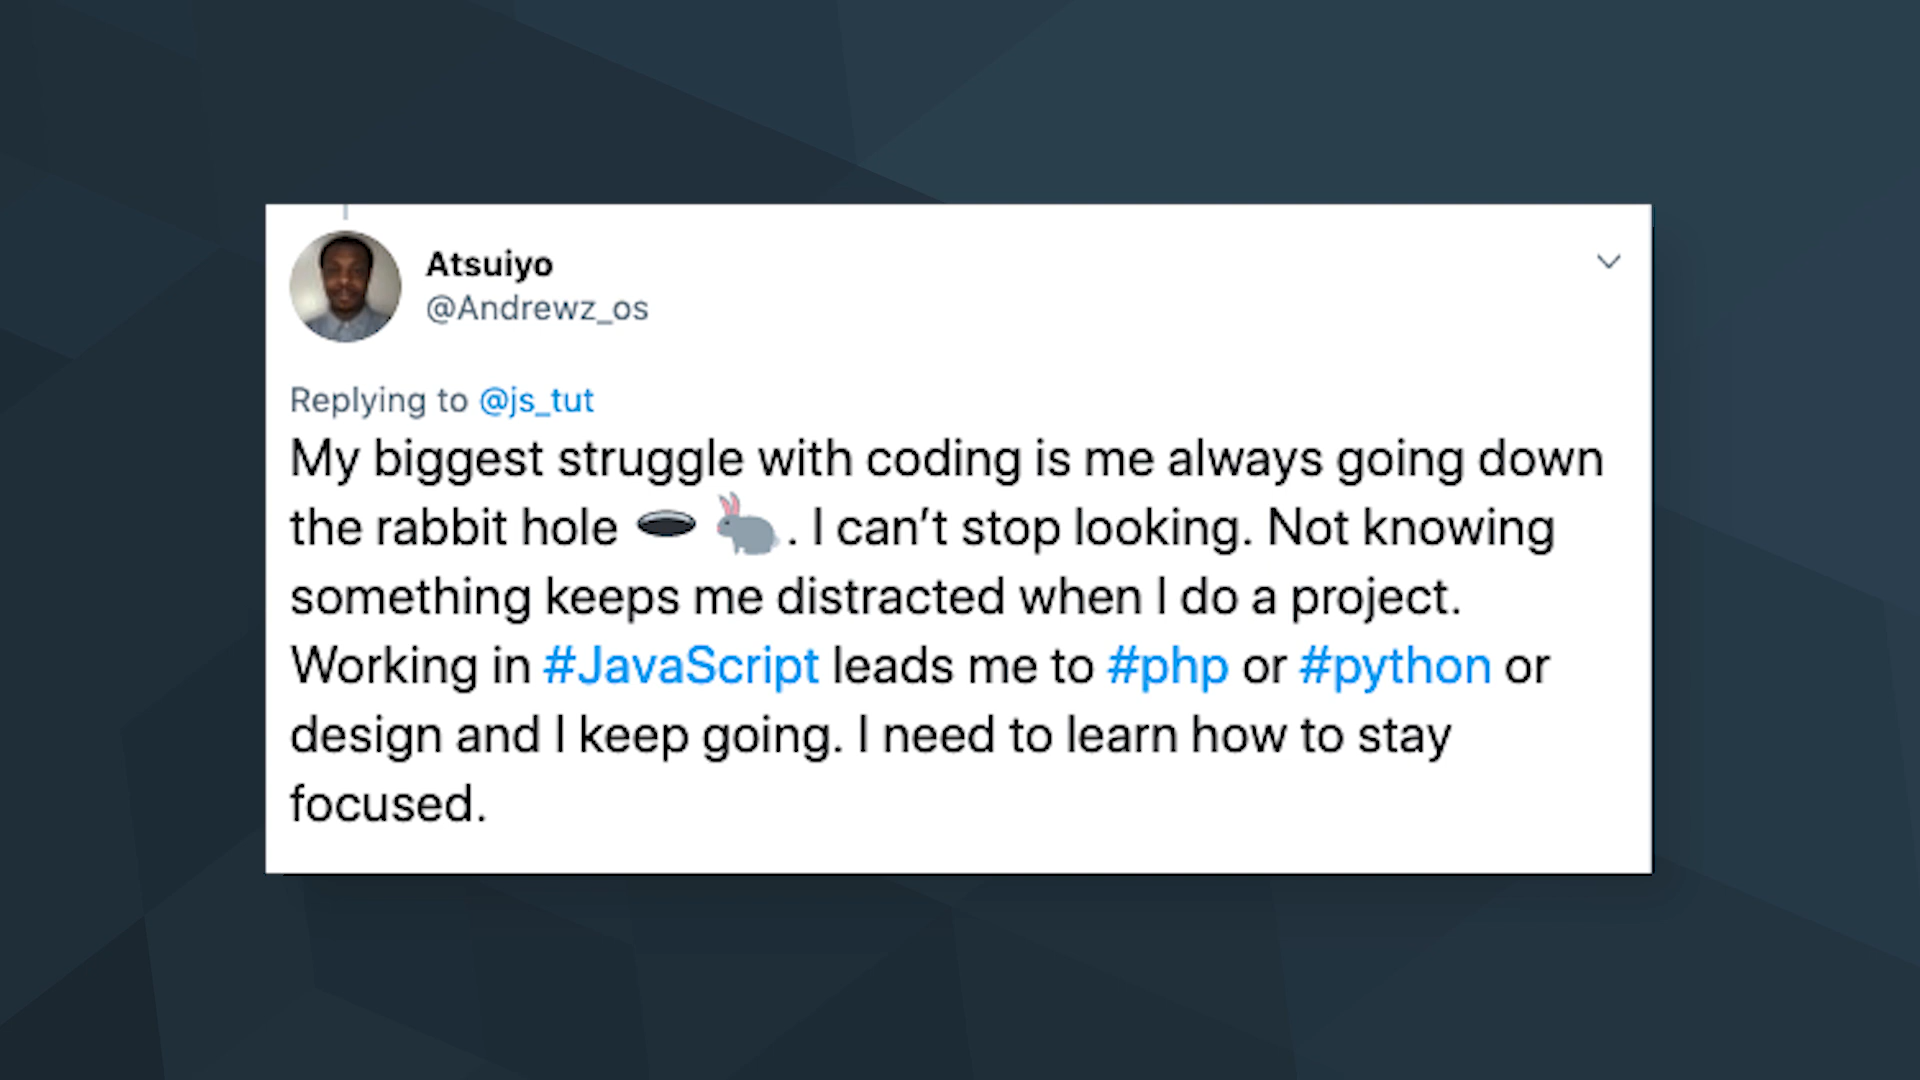 Atsuiyo
@Andrewz_os
Replying to @js_tut
My biggest struggle with coding is me always going down
the rabbit hole 🕳 🐇. I can't stop looking. Not knowing
something keeps me distracted when I do a project.
Working in #JavaScript leads me to #php or #python or
design and I keep going. I need to learn how to stay
focused.